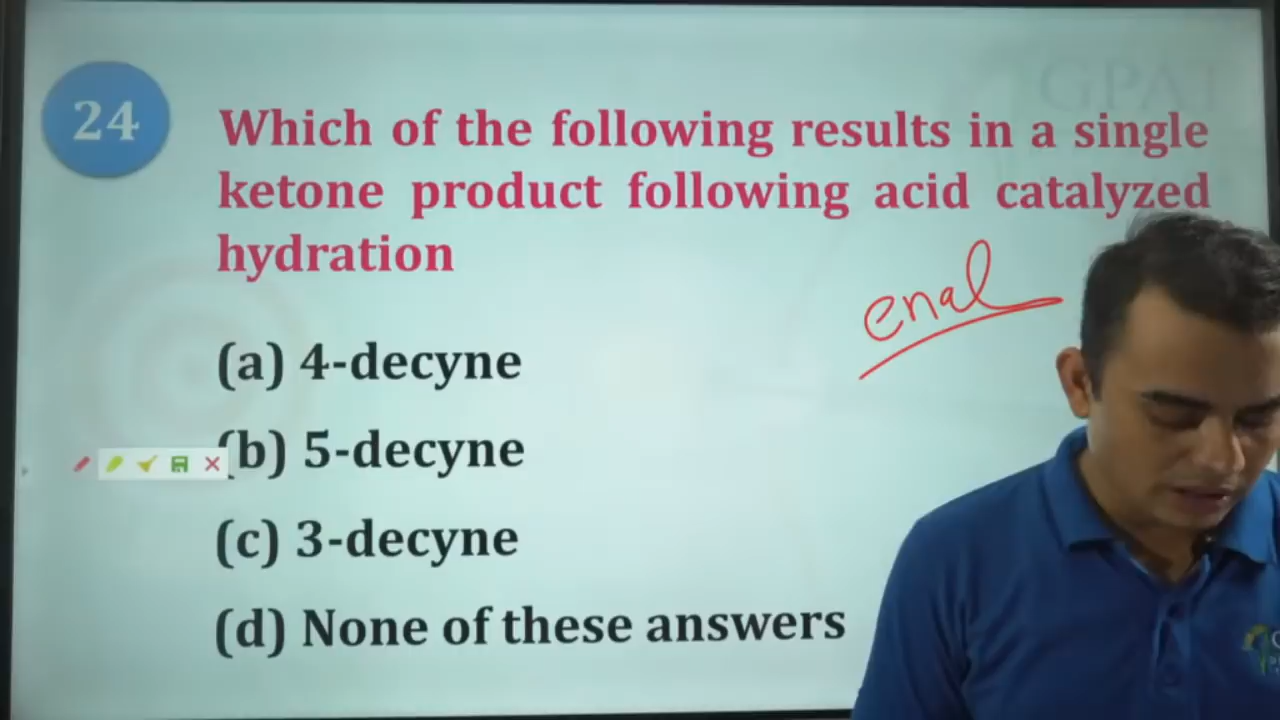 GPAT
24
Which of the following results in a single
ketone product following acid catalyzed
hydration
enal
(a) 4-decyne
(b) 5-decyne
(c) 3-decyne
(d) None of these answers